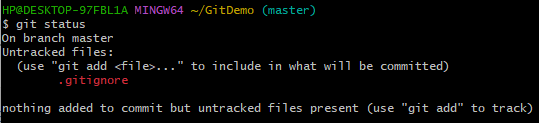 HP@DESKTOP-97FBL1A MINGW64 ~/GitDemo (master)
$ git status
On branch master
Untracked files:
  (use "git add <file>..." to include in what will be committed)
        .gitignore

nothing added to commit but untracked files present (use "git add" to track)